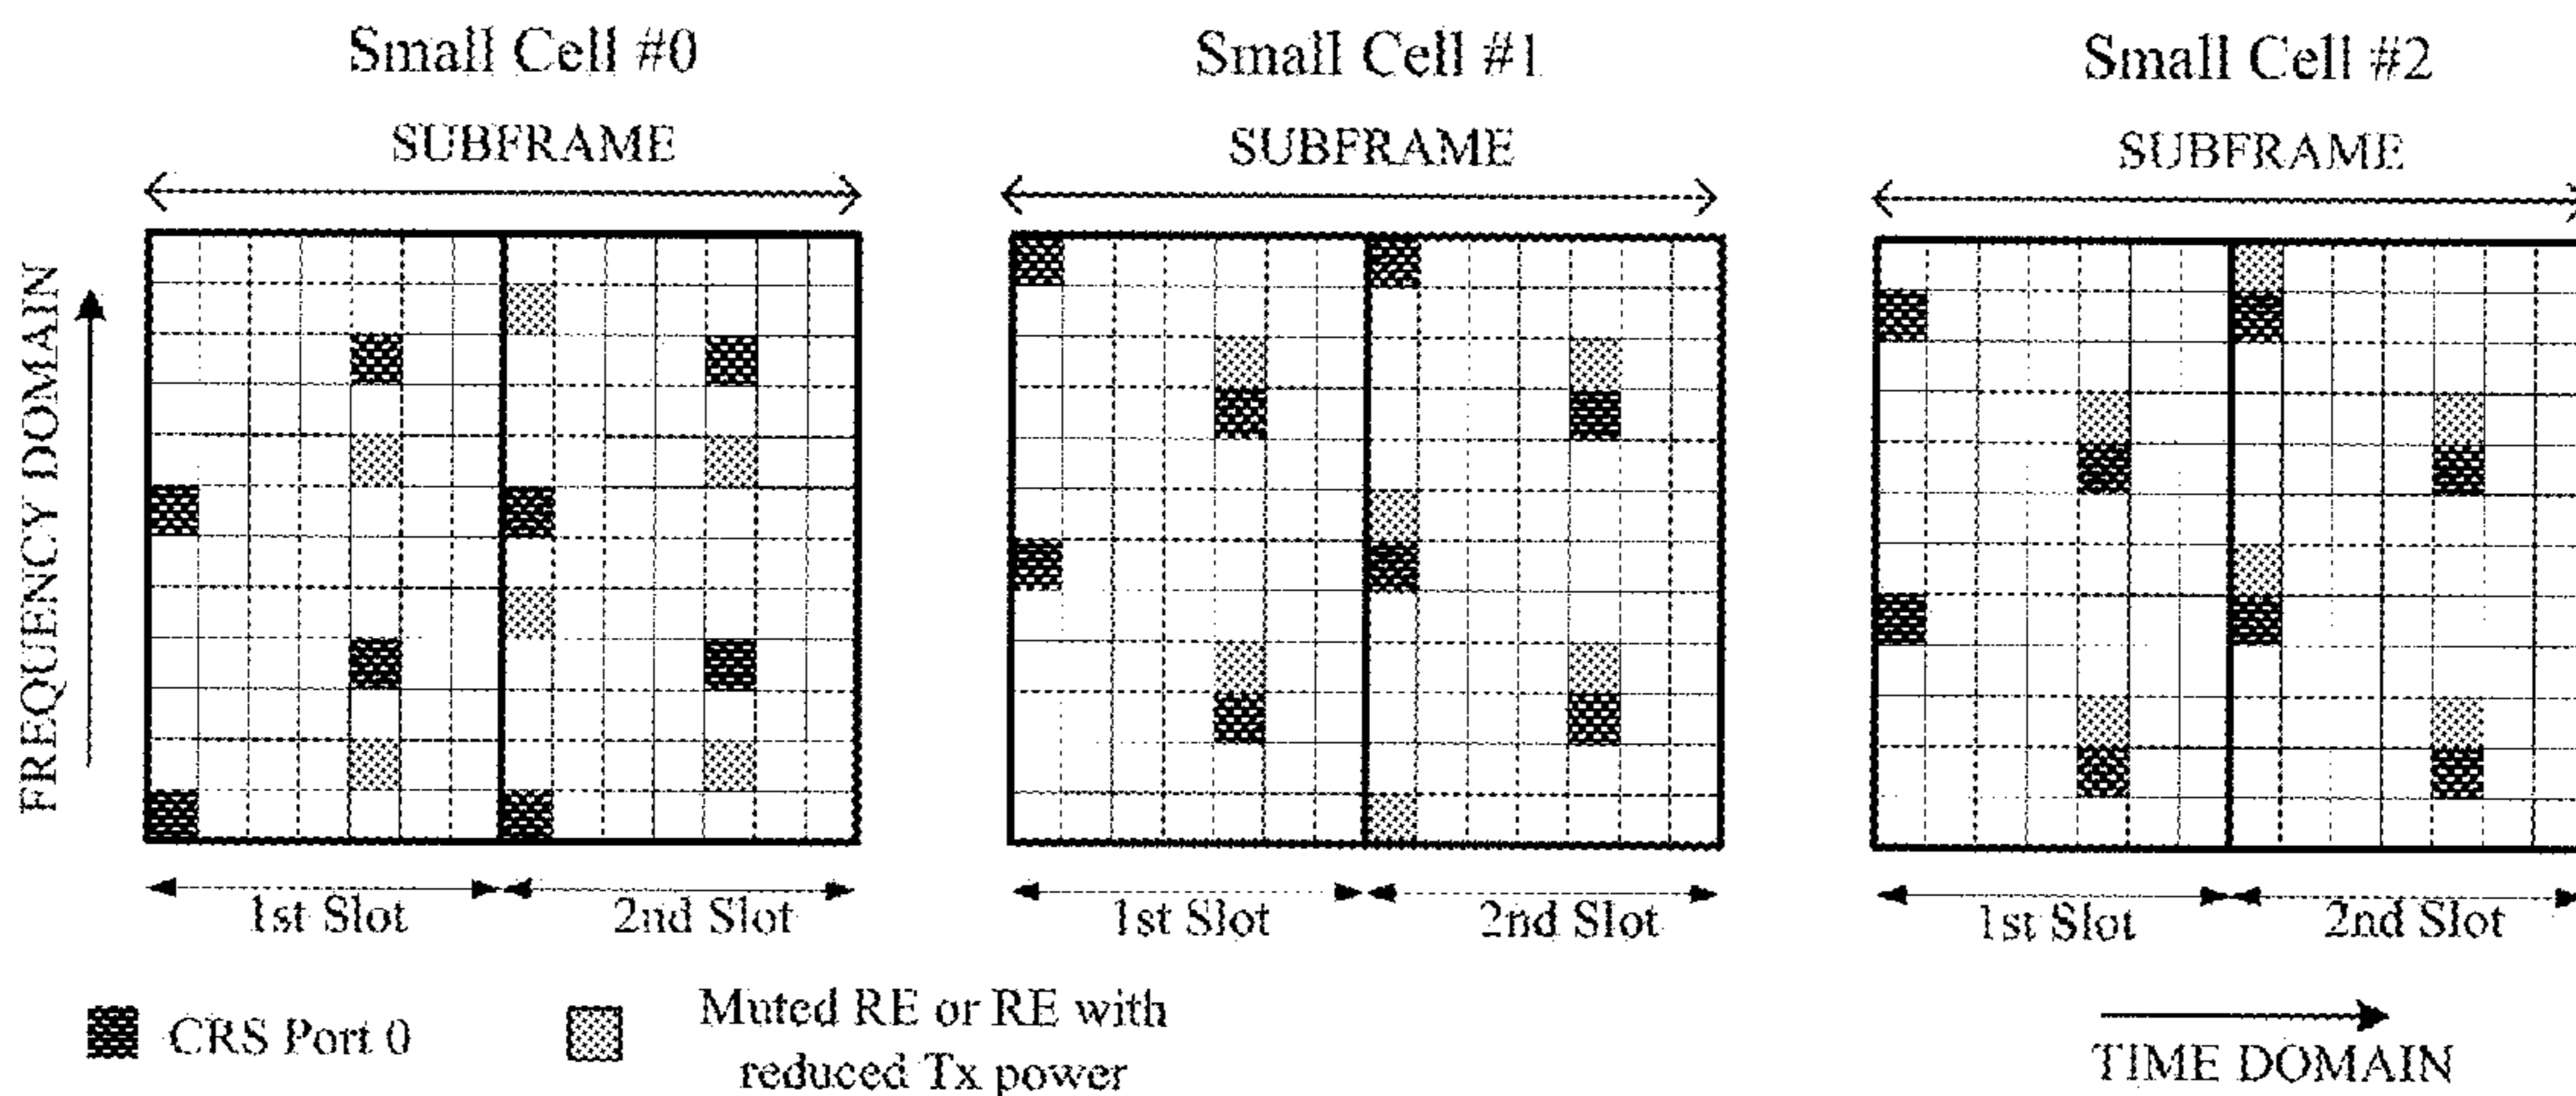 Small Cell #0
Small Cell #1
Small Cell #2
SUBFRAME
SUBFRAME
SUBFRAME
FREQUENCY DOMAIN
1st Slot
2nd Slot
1st Slot
2nd Slot
1st Slot
2nd Slot
CRS Port 0
Muted RE or RE with
reduced Tx power
TIME DOMAIN